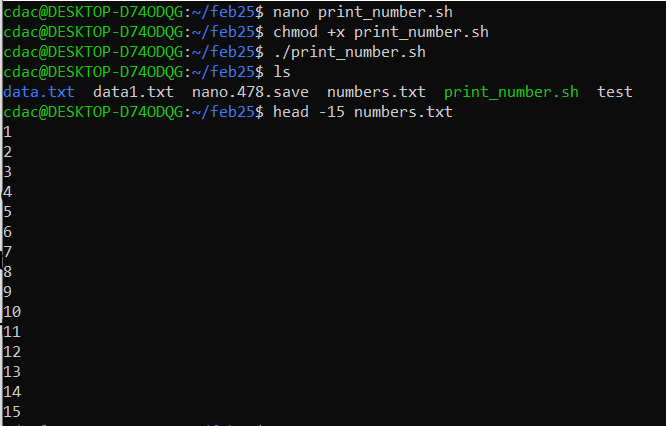 cdac@DESKTOP-D74ODQG:~/feb25$ nano print_number.sh
cdac@DESKTOP-D74ODQG:~/feb25$ chmod +x print_number.sh
cdac@DESKTOP-D74ODQG:~/feb25$ ./print_number.sh
cdac@DESKTOP-D74ODQG:~/feb25$ ls
data.txt  data1.txt  nano.478.save  numbers.txt  print_number.sh  test
cdac@DESKTOP-D74ODQG:~/feb25$ head -15 numbers.txt
1
2
3
4
5
6
7
8
9
10
11
12
13
14
15